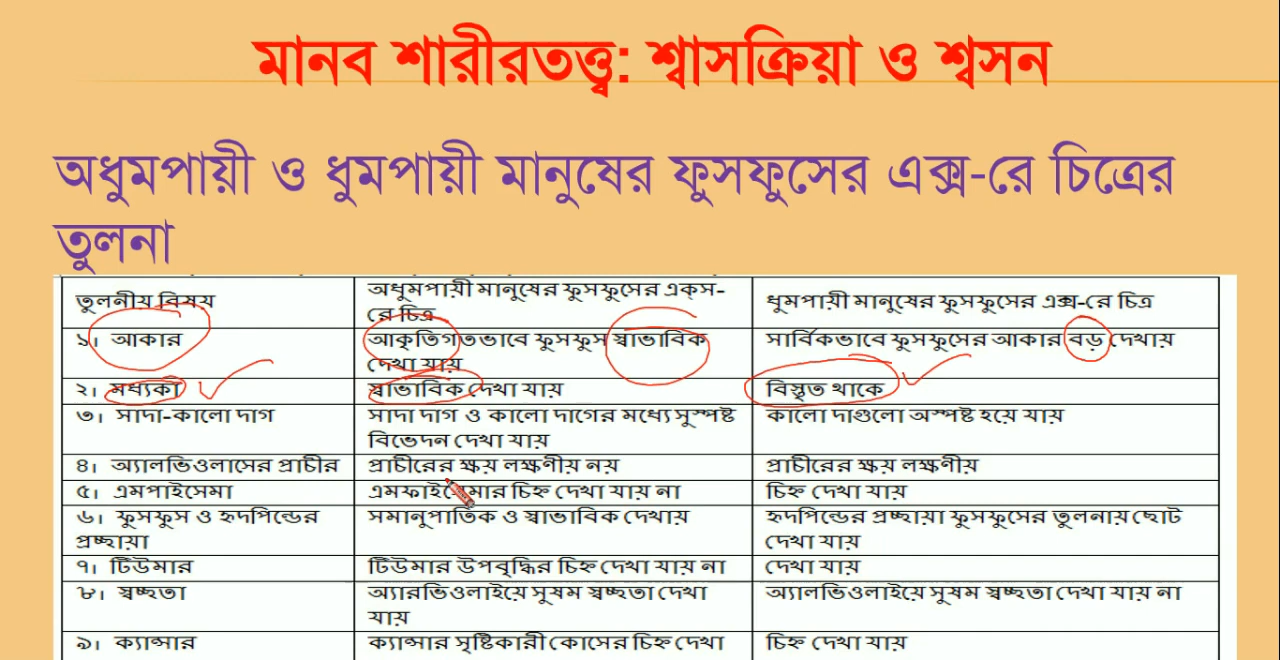 মানব শারীরতত্ত্ব: শ্বাসক্রিয়া ও শ্বসন
অধুমপায়ী ও ধুমপায়ী মানুষের ফুসফুসের এক্স-রে চিত্রের
তুলনা
তুলনীয় বিষয়
অধুমপায়ী মানুষের ফুসফুসের এক্স-
রে চিত্র
ধুমপায়ী মানুষের ফুসফুসের এক্স-রে চিত্র
১। আকার
আকৃতিগতভাবে ফুসফুস স্বাভাবিক
দেখা যায়
সার্বিকভাবে ফুসফুসের আকার বড় দেখায়
২। মধ্যকা
স্বাভাবিক দেখা যায়
বিস্তৃত থাকে
৩। সাদা-কালো দাগ
সাদা দাগ ও কালো দাগের মধ্যে সুস্পষ্ট
বিভেদন দেখা যায়
কালো দাগুলো অস্পষ্ট হয়ে যায়
৪। অ্যালভিওলাসের প্রাচীর
প্রাচীরের ক্ষয় লক্ষণীয় নয়
প্রাচীরের ক্ষয় লক্ষণীয়
৫। এমপাইসেমা
এমফাইসেমার চিহ্ন দেখা যায় না
চিহ্ন দেখা যায়
৬। ফুসফুস ও হৃদপিন্ডের
প্রচ্ছায়া
সমানুপাতিক ও স্বাভাবিক দেখায়
হৃদপিন্ডের প্রচ্ছায়া ফুসফুসের তুলনায় ছোট
দেখা যায়
৭। টিউমার
টিউমার উপবৃদ্ধির চিহ্ন দেখা যায় না
দেখা যায়
৮। স্বচ্ছতা
অ্যারভিওলাইয়ে সুষম স্বচ্ছতা দেখা
যায়
অ্যালভিওলাইয়ে সুষম স্বচ্ছতা দেখা যায় না
৯। ক্যান্সার
ক্যান্সার সৃষ্টিকারী কোসের চিহ্ন দেখা
চিহ্ন দেখা যায়